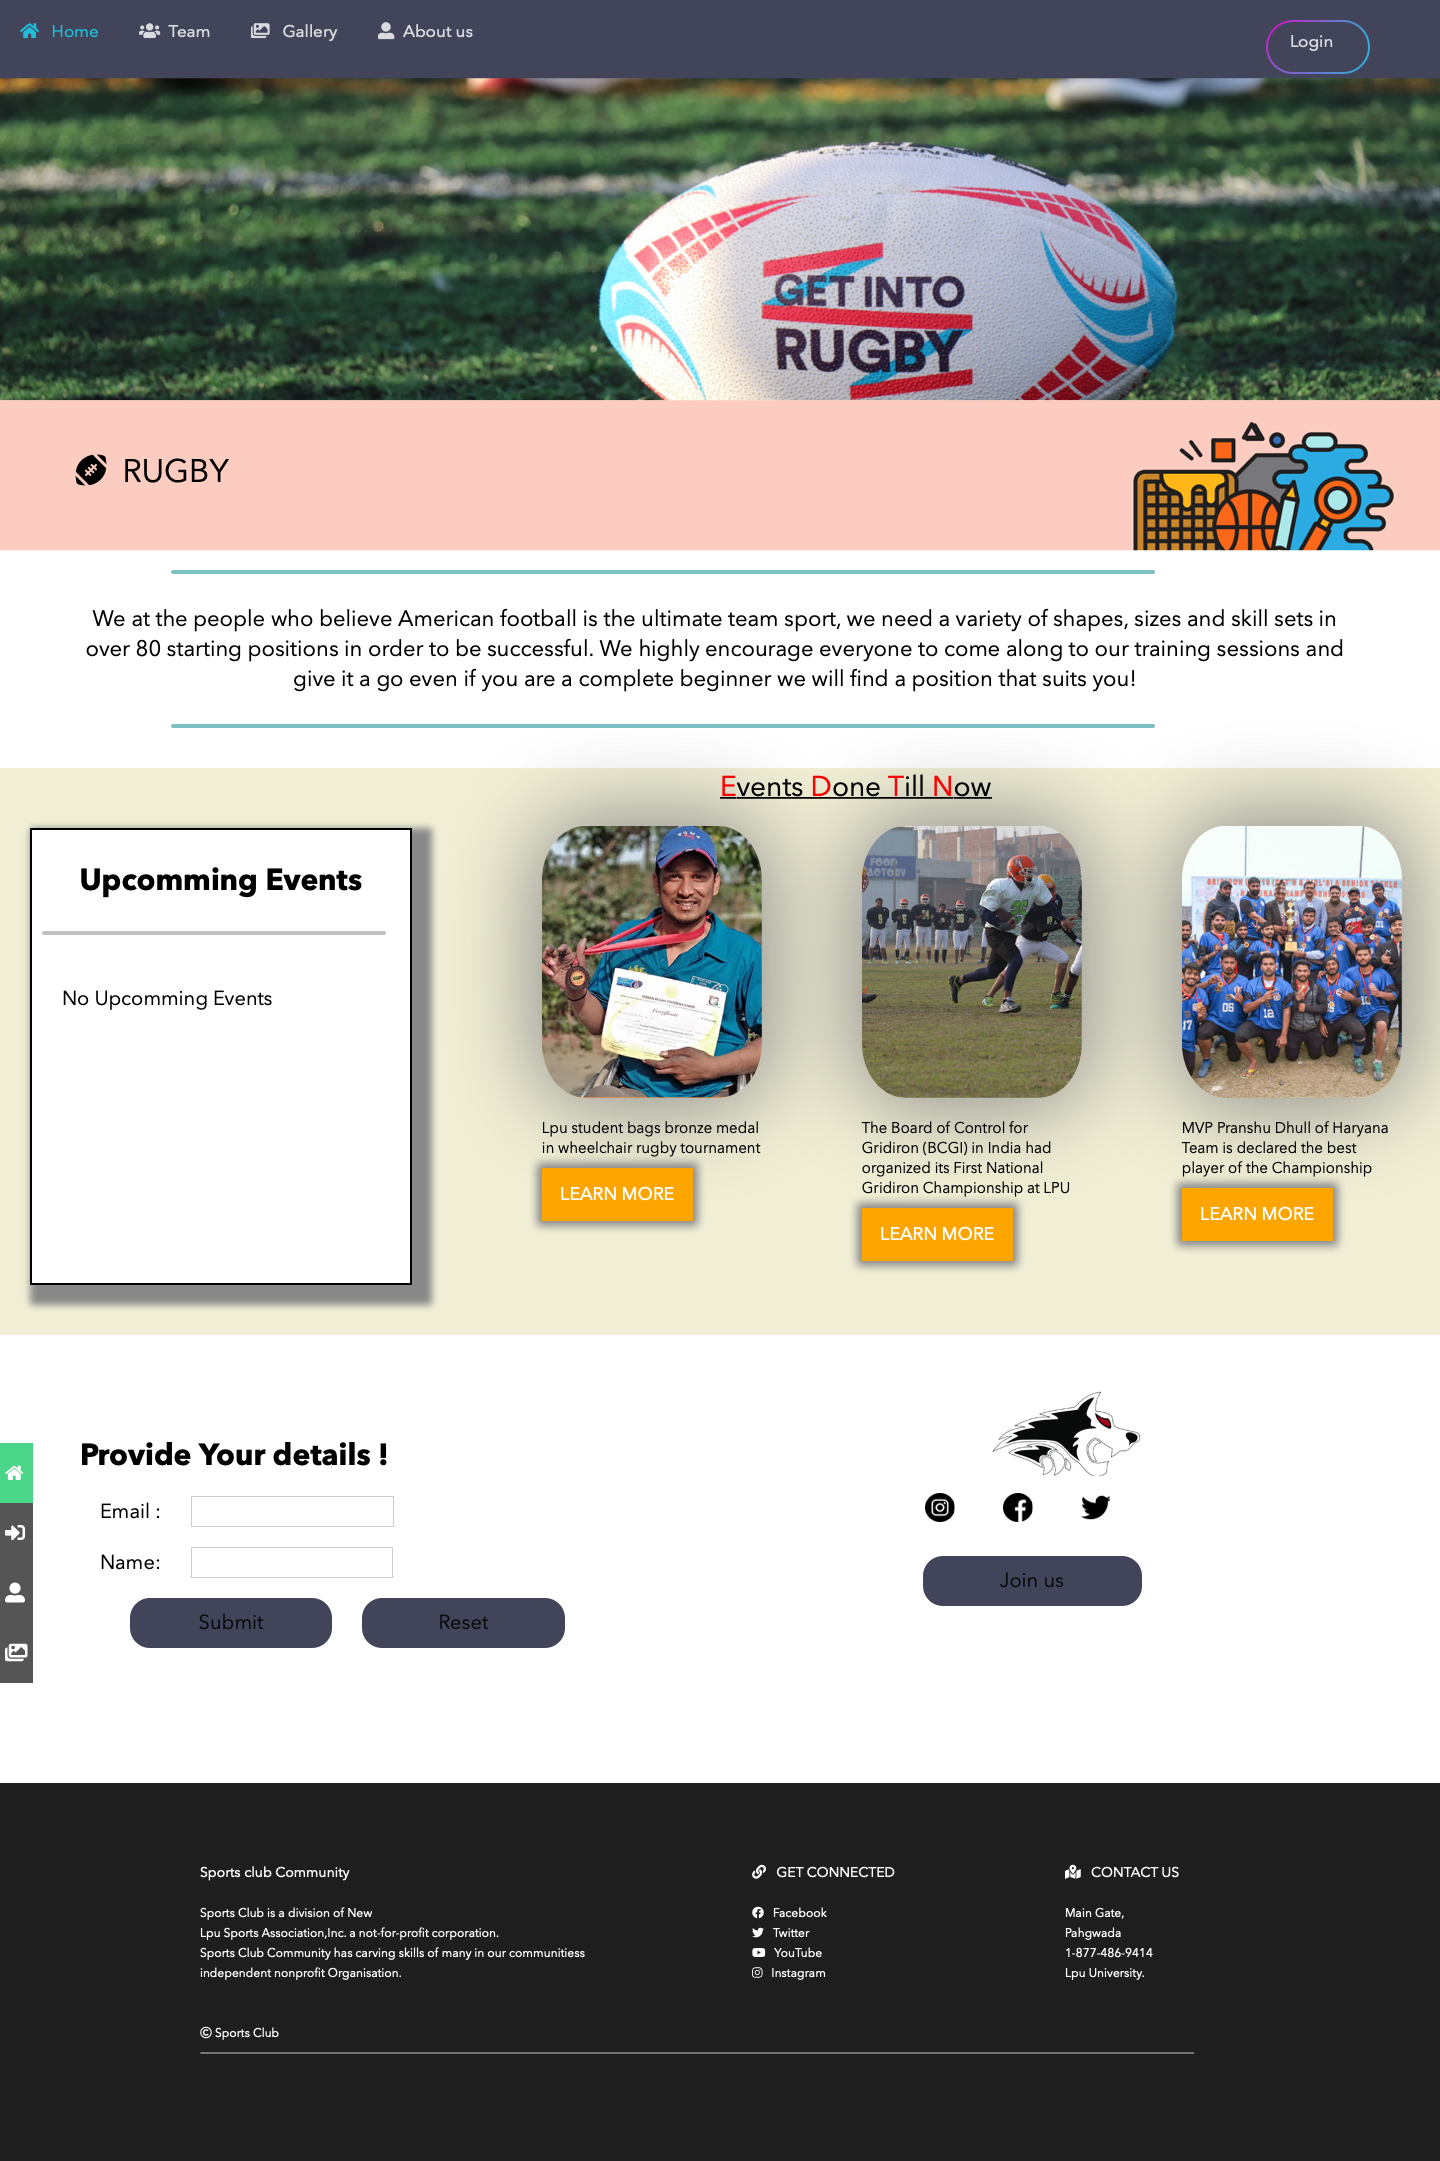 Home
Team
Gallery
About us
Login
GET INTO
RUGBY
RUGBY
We at the people who believe American football is the ultimate team sport, we need a variety of shapes, sizes and skill sets in
over 80 starting positions in order to be successful. We highly encourage everyone to come along to our training sessions and
give it a go even if you are a complete beginner we will find a position that suits you!
Events Done Till Now
Upcomming Events
No Upcomming Events
FOOD
FACTORY
Lpu student bags bronze medal
in wheelchair rugby tournament
LEARN MORE
The Board of Control for
Gridiron (BCGI) in India had
organized its First National
Gridiron Championship at LPU
LEARN MORE
MVP Pranshu Dhull of Haryana
Team is declared the best
player of the Championship
LEARN MORE
Provide Your details !
Email :
Name:
Submit
Reset
Join us
Sports club Community
Sports Club is a division of New
Lpu Sports Association,Inc. a not-for-profit corporation.
Sports Club Community has carving skills of many in our communitiess
independent nonprofit Organisation.
© Sports Club
GET CONNECTED
Facebook
Twitter
YouTube
Instagram
CONTACT US
Main Gate,
Pahgwada
1-877-486-9414
Lpu University.